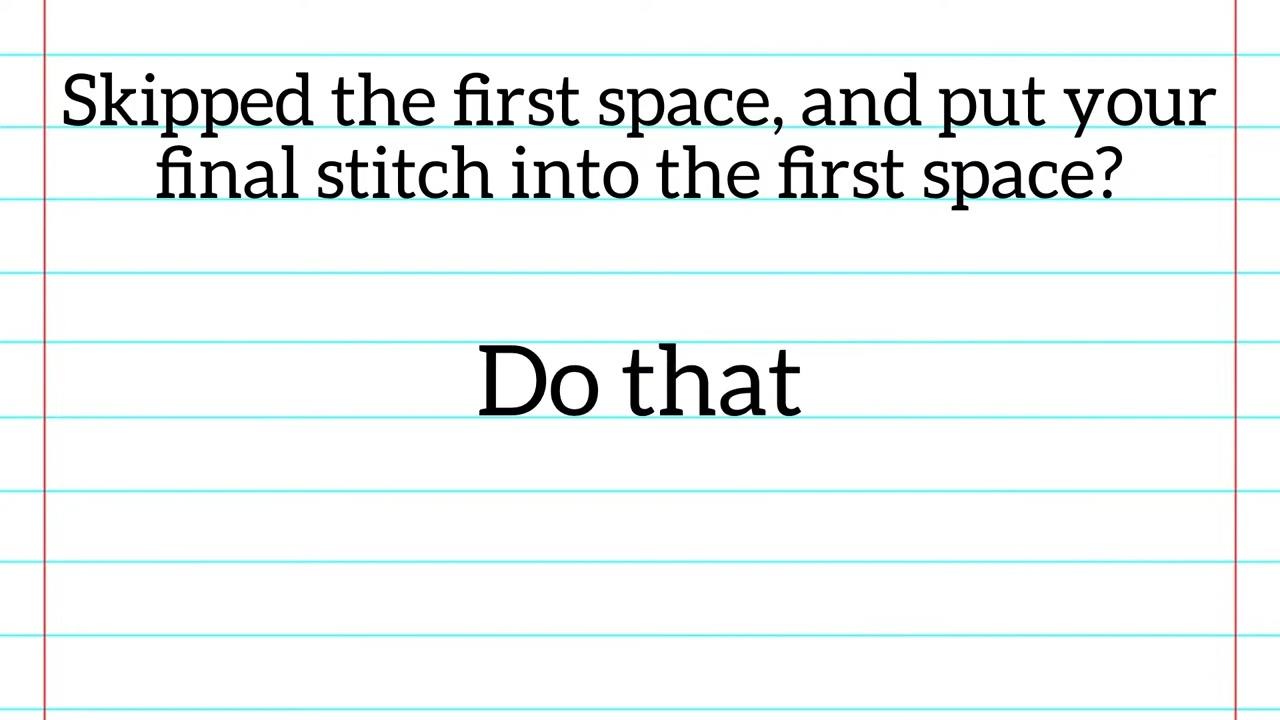 Skipped the first space, and put your
final stitch into the first space?
Do that